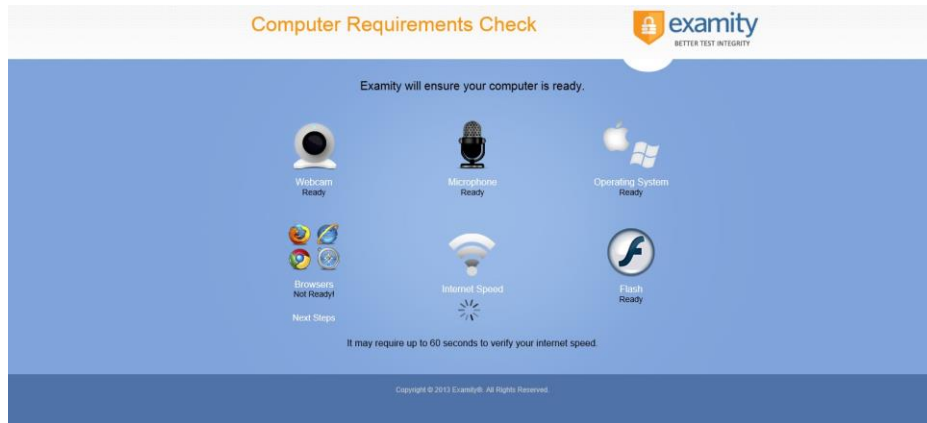 Computer Requirements Check
examity
BETTER TEST INTEGRITY
Examity will ensure your computer is ready.
Webcam
Ready
Microphone
Ready
Operating System
Ready
Browsers
Not Ready!
Next Steps
Internet Speed
Flash
Ready
It may require up to 60 seconds to verify your internet speed.
Copyright © 2013 Examity®. All Rights Reserved.